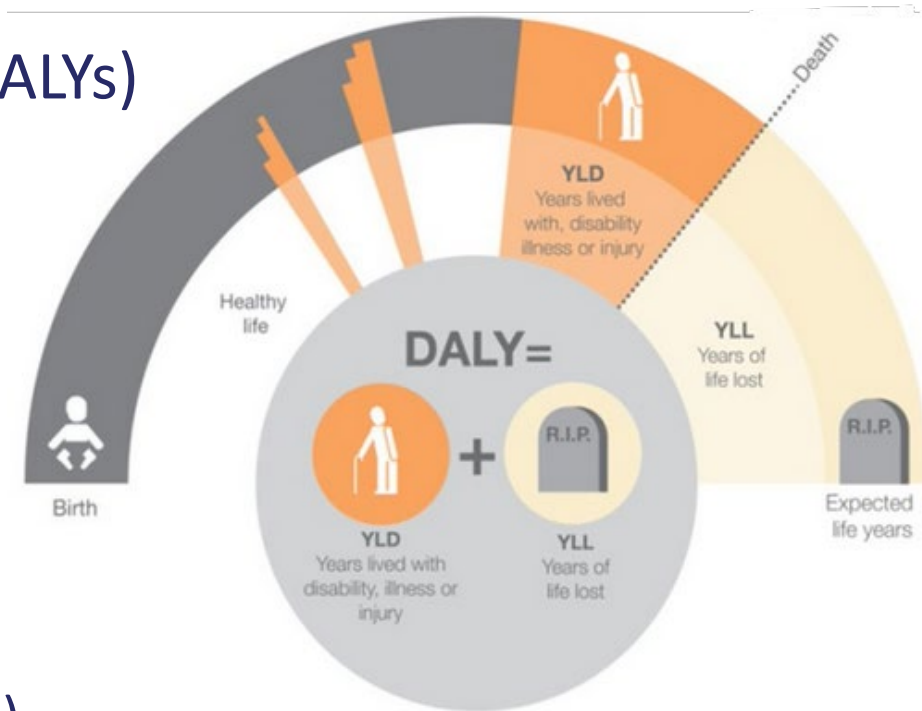 ALYs)
Death
YLD
Years lived
with, disability
illness or injury
Healthy
life
YLL
Years of
life lost
DALY=
R.I.P.
+
R.I.P.
Birth
Expected
life years
YLD
Years lived with
disability, illness or
injury
YLL
Years of
life lost
)